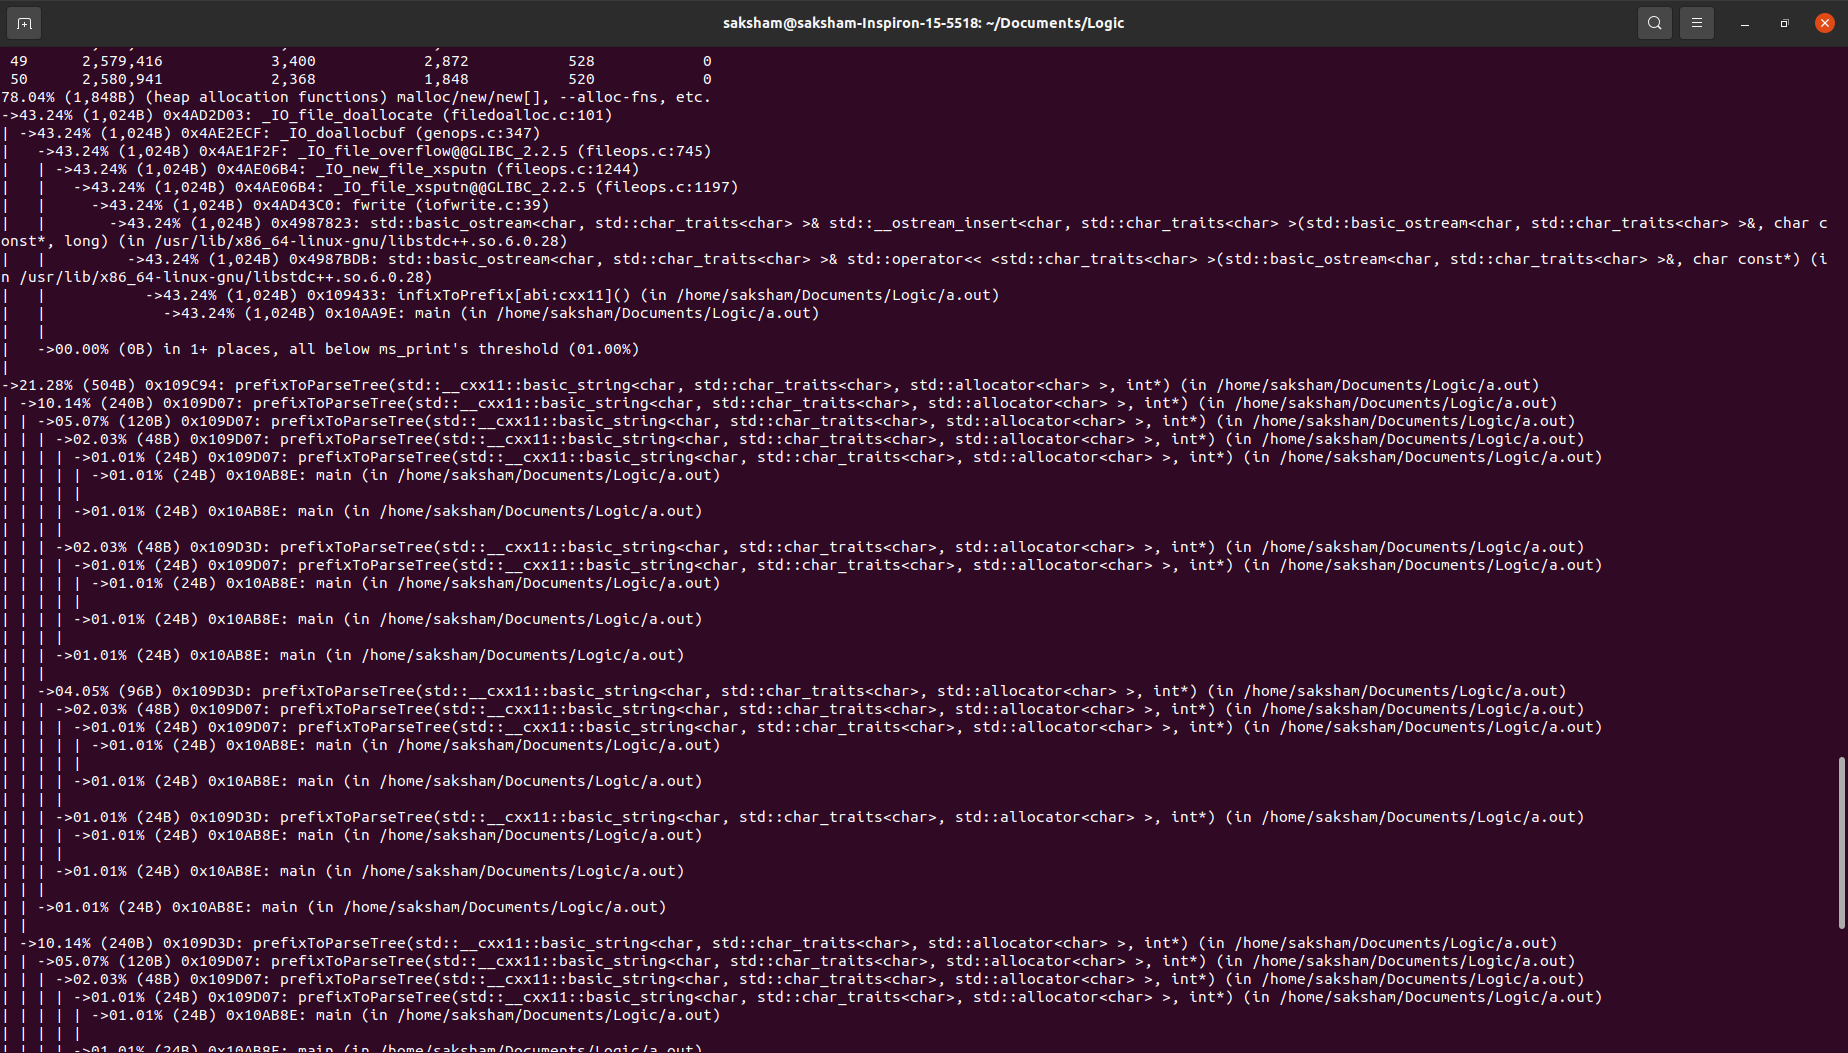 saksham@saksham-Inspiron-15-5518: ~/Documents/Logic
49      2,579,416            3,400            2,872          528            0
50      2,580,941            2,368            1,848          520            0
78.04% (1,848B) (heap allocation functions) malloc/new/new[], --alloc-fns, etc.
->43.24% (1,024B) 0x4AD2D03: _IO_file_doallocate (filedoalloc.c:101)
| ->43.24% (1,024B) 0x4AE2ECF: _IO_doallocbuf (genops.c:347)
|   ->43.24% (1,024B) 0x4AE1F2F: _IO_file_overflow@@GLIBC_2.2.5 (fileops.c:745)
|   | ->43.24% (1,024B) 0x4AE06B4: _IO_new_file_xsputn (fileops.c:1244)
|   |   ->43.24% (1,024B) 0x4AE06B4: _IO_file_xsputn@@GLIBC_2.2.5 (fileops.c:1197)
|   |     ->43.24% (1,024B) 0x4AD43C0: fwrite (iofwrite.c:39)
|   |       ->43.24% (1,024B) 0x4987823: std::basic_ostream<char, std::char_traits<char> >& std::__ostream_insert<char, std::char_traits<char> >(std::basic_ostream<char, std::char_traits<char> >&, char c
onst*, long) (in /usr/lib/x86_64-linux-gnu/libstdc++.so.6.0.28)
|   |         ->43.24% (1,024B) 0x4987BDB: std::basic_ostream<char, std::char_traits<char> >& std::operator<< <std::char_traits<char> >(std::basic_ostream<char, std::char_traits<char> >&, char const*) (i
n /usr/lib/x86_64-linux-gnu/libstdc++.so.6.0.28)
|   |           ->43.24% (1,024B) 0x109433: infixToPrefix[abi:cxx11]() (in /home/saksham/Documents/Logic/a.out)
|   |             ->43.24% (1,024B) 0x10AA9E: main (in /home/saksham/Documents/Logic/a.out)
|   |
|   ->00.00% (0B) in 1+ places, all below ms_print's threshold (01.00%)
|
->21.28% (504B) 0x109C94: prefixToParseTree(std::__cxx11::basic_string<char, std::char_traits<char>, std::allocator<char> >, int*) (in /home/saksham/Documents/Logic/a.out)
| ->10.14% (240B) 0x109D07: prefixToParseTree(std::__cxx11::basic_string<char, std::char_traits<char>, std::allocator<char> >, int*) (in /home/saksham/Documents/Logic/a.out)
| | ->05.07% (120B) 0x109D07: prefixToParseTree(std::__cxx11::basic_string<char, std::char_traits<char>, std::allocator<char> >, int*) (in /home/saksham/Documents/Logic/a.out)
| | | ->02.03% (48B) 0x109D07: prefixToParseTree(std::__cxx11::basic_string<char, std::char_traits<char>, std::allocator<char> >, int*) (in /home/saksham/Documents/Logic/a.out)
| | | | ->01.01% (24B) 0x109D07: prefixToParseTree(std::__cxx11::basic_string<char, std::char_traits<char>, std::allocator<char> >, int*) (in /home/saksham/Documents/Logic/a.out)
| | | | | ->01.01% (24B) 0x10AB8E: main (in /home/saksham/Documents/Logic/a.out)
| | | | |
| | | | ->01.01% (24B) 0x10AB8E: main (in /home/saksham/Documents/Logic/a.out)
| | | |
| | | ->02.03% (48B) 0x109D3D: prefixToParseTree(std::__cxx11::basic_string<char, std::char_traits<char>, std::allocator<char> >, int*) (in /home/saksham/Documents/Logic/a.out)
| | | | ->01.01% (24B) 0x109D07: prefixToParseTree(std::__cxx11::basic_string<char, std::char_traits<char>, std::allocator<char> >, int*) (in /home/saksham/Documents/Logic/a.out)
| | | | | ->01.01% (24B) 0x10AB8E: main (in /home/saksham/Documents/Logic/a.out)
| | | | |
| | | | ->01.01% (24B) 0x10AB8E: main (in /home/saksham/Documents/Logic/a.out)
| | | |
| | | ->01.01% (24B) 0x10AB8E: main (in /home/saksham/Documents/Logic/a.out)
| | |
| | ->04.05% (96B) 0x109D3D: prefixToParseTree(std::__cxx11::basic_string<char, std::char_traits<char>, std::allocator<char> >, int*) (in /home/saksham/Documents/Logic/a.out)
| | | ->02.03% (48B) 0x109D07: prefixToParseTree(std::__cxx11::basic_string<char, std::char_traits<char>, std::allocator<char> >, int*) (in /home/saksham/Documents/Logic/a.out)
| | | | ->01.01% (24B) 0x109D07: prefixToParseTree(std::__cxx11::basic_string<char, std::char_traits<char>, std::allocator<char> >, int*) (in /home/saksham/Documents/Logic/a.out)
| | | | | ->01.01% (24B) 0x10AB8E: main (in /home/saksham/Documents/Logic/a.out)
| | | | |
| | | | ->01.01% (24B) 0x10AB8E: main (in /home/saksham/Documents/Logic/a.out)
| | | |
| | | ->01.01% (24B) 0x109D3D: prefixToParseTree(std::__cxx11::basic_string<char, std::char_traits<char>, std::allocator<char> >, int*) (in /home/saksham/Documents/Logic/a.out)
| | | | ->01.01% (24B) 0x10AB8E: main (in /home/saksham/Documents/Logic/a.out)
| | | |
| | | ->01.01% (24B) 0x10AB8E: main (in /home/saksham/Documents/Logic/a.out)
| | |
| | ->01.01% (24B) 0x10AB8E: main (in /home/saksham/Documents/Logic/a.out)
| |
| ->10.14% (240B) 0x109D3D: prefixToParseTree(std::__cxx11::basic_string<char, std::char_traits<char>, std::allocator<char> >, int*) (in /home/saksham/Documents/Logic/a.out)
| | ->05.07% (120B) 0x109D07: prefixToParseTree(std::__cxx11::basic_string<char, std::char_traits<char>, std::allocator<char> >, int*) (in /home/saksham/Documents/Logic/a.out)
| | | ->02.03% (48B) 0x109D07: prefixToParseTree(std::__cxx11::basic_string<char, std::char_traits<char>, std::allocator<char> >, int*) (in /home/saksham/Documents/Logic/a.out)
| | | | ->01.01% (24B) 0x109D07: prefixToParseTree(std::__cxx11::basic_string<char, std::char_traits<char>, std::allocator<char> >, int*) (in /home/saksham/Documents/Logic/a.out)
| | | | | ->01.01% (24B) 0x10AB8E: main (in /home/saksham/Documents/Logic/a.out)
| | | | |
| | | | ->01.01% (24B) 0x10AB8E: main (in /home/saksham/Documents/Logic/a.out)